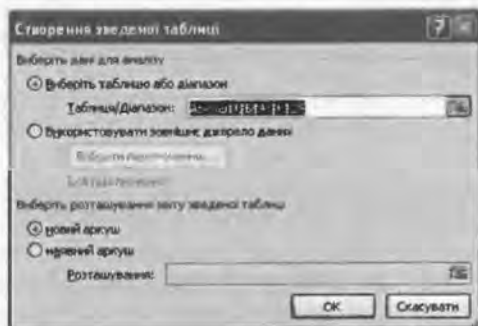 Створення зведеної таблиці
Виберіть дані для аналізу
Виберіть таблицю або діапазон
Таблиця/Діапазон:
Використовувати зовнішнє джерело даних
Виберіть розташування звіту зведеної таблиці
новий аркуш
наявний аркуш
Розташування:
ОК
Скасувати